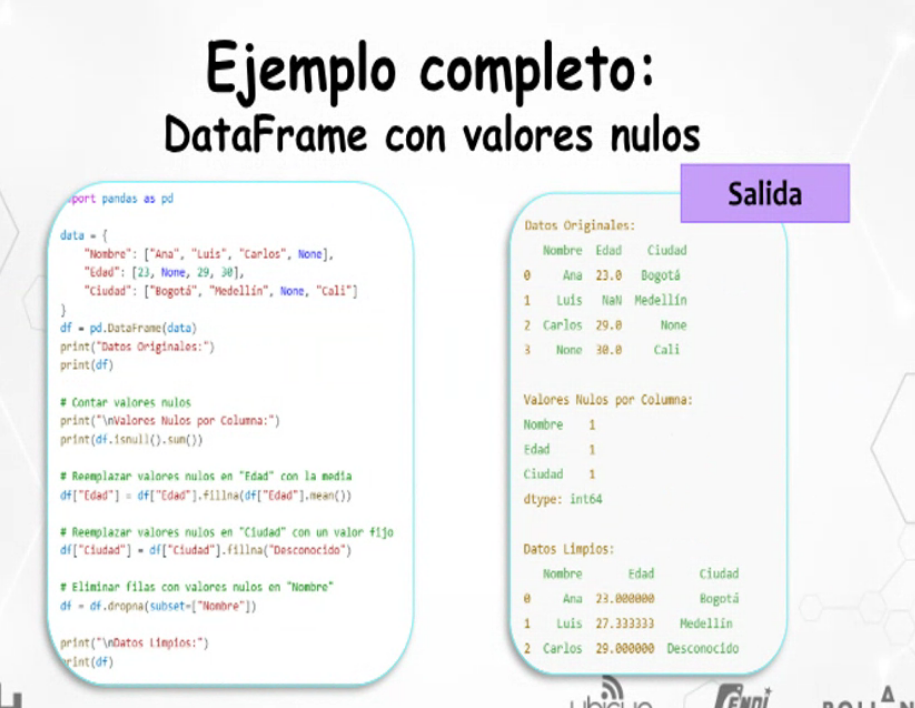 Ejemplo completo:
DataFrame con valores nulos
Salida
import pandas as pd
data = {
"Nombre": ["Ana", "Luis", "Carlos", None],
"Edad": [23, None, 29, 30],
"Ciudad": ["Bogotá", "Medellín", None, "Cali"]
}
df = pd.DataFrame(data)
print("Datos Originales:")
print(df)
# Contar valores nulos
print("\nValores Nulos por Columna:")
print(df.isnull().sum())
# Reemplazar valores nulos en "Edad" con la media
df["Edad"] = df["Edad"].fillna(df["Edad"].mean())
# Reemplazar valores nulos en "Ciudad" con un valor fijo
df["Ciudad"] = df["Ciudad"].fillna("Desconocido")
# Eliminar filas con valores nulos en "Nombre"
df = df.dropna(subset=["Nombre"])
print("\nDatos Limpios:")
print(df)
Datos Originales:
Nombre Edad Ciudad
0 Ana 23.0 Bogotá
1 Luis NaN Medellín
2 Carlos 29.0 None
3 None 30.0 Cali
Valores Nulos por Columna:
Nombre 1
Edad 1
Ciudad 1
dtype: int64
Datos Limpios:
Nombre Edad Ciudad
0 Ana 23.000000 Bogotá
1 Luis 27.333333 Medellín
2 Carlos 29.000000 Desconocido